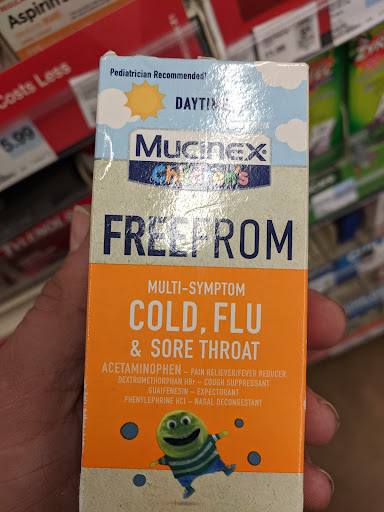 Aspirin
Costs Less
5.99
Pediatrician Recommended
DAYTIME
Mucinex
Children's
FREEFROM
MULTI-SYMPTOM
COLD, FLU
& SORE THROAT
ACETAMINOPHEN – PAIN RELIEVER/FEVER REDUCER
DEXTROMETHORPHAN HBr – COUGH SUPPRESSANT
GUAIFENESIN – EXPECTORANT
PHENYLEPHRINE HCl – NASAL DECONGESTANT